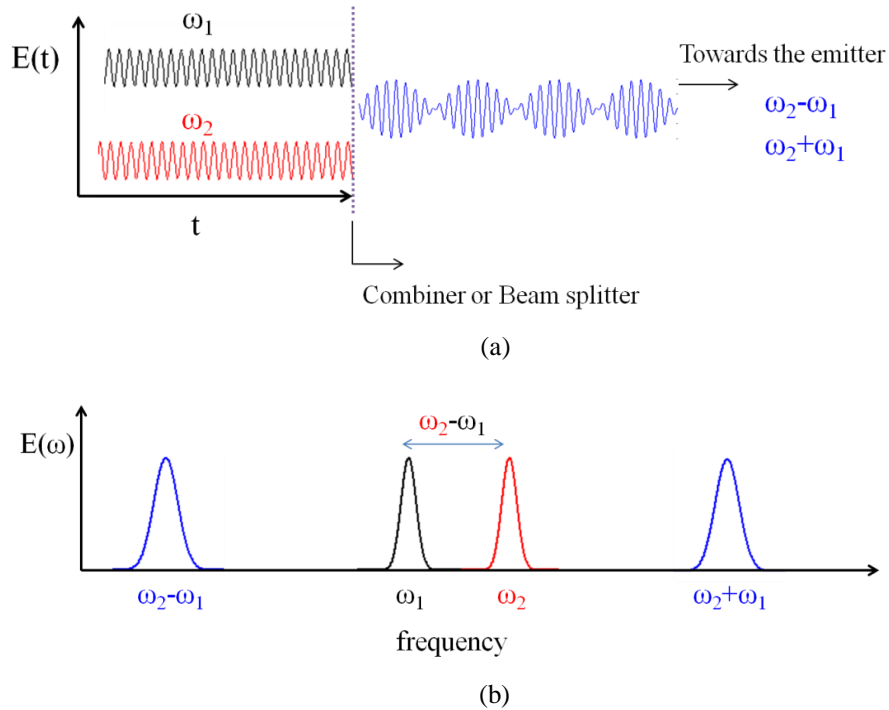 ω₁
E(t)
Towards the emitter
ω₂-ω₁
ω₂
ω₂+ω₁
t
Combiner or Beam splitter
(a)
ω₂-ω₁
E(ω)
ω₂-ω₁
ω₁
ω₂
ω₂+ω₁
frequency
(b)